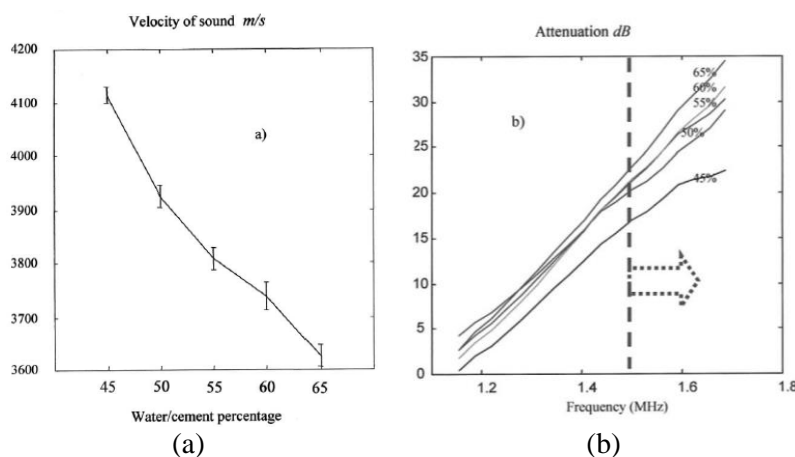 Velocity of sound m/s
4200
4100
4000
3900
3800
3700
3600
a)
45 50 55 60 65
Water/cement percentage
(a)
Attenuation dB
35
30
25
20
15
10
5
0
b)
65%
60%
55%
50%
45%
1.2 1.4 1.6 1.8
Frequency (MHz)
(b)